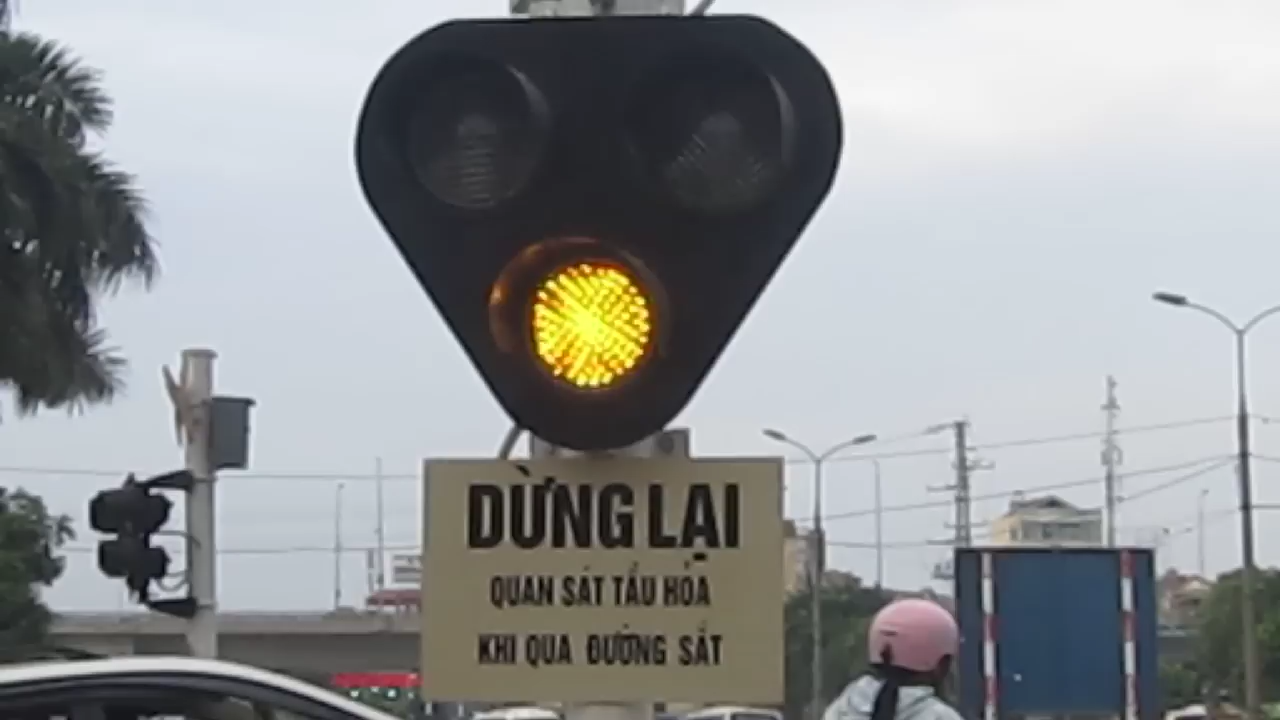 DỪNG LẠI
QUAN SÁT TẦU HỎA
KHI QUA ĐƯỜNG SẮT